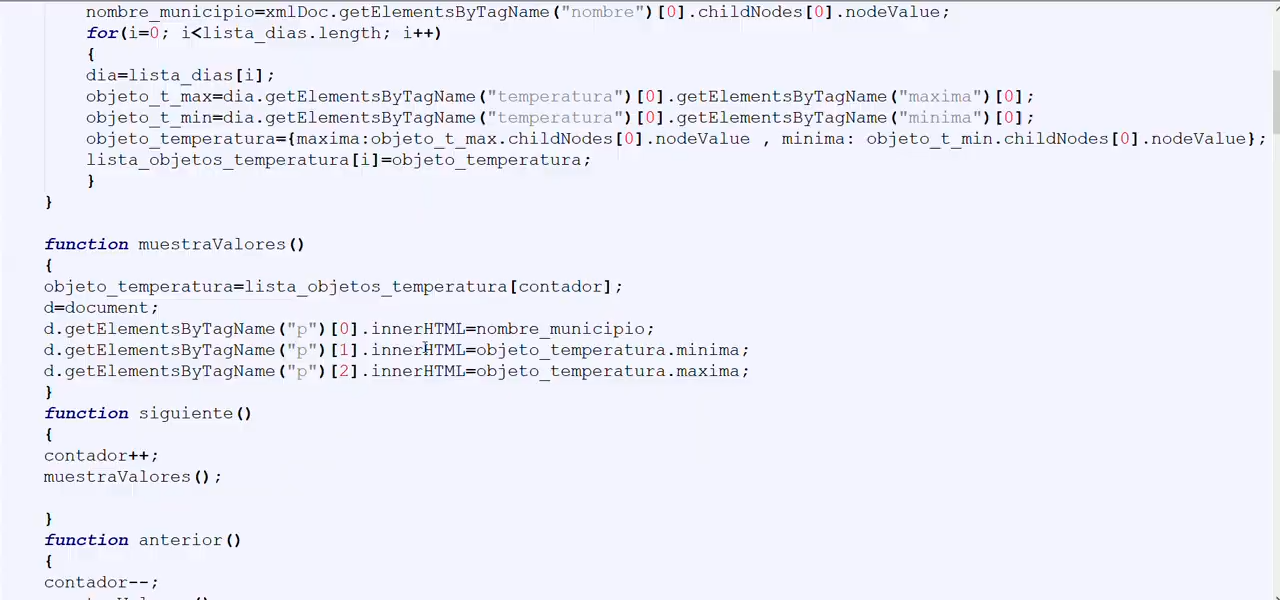 nombre_municipio=xmlDoc.getElementsByTagName("nombre")[0].childNodes[0].nodeValue;
for(i=0; i<lista_dias.length; i++)
{
dia=lista_dias[i];
objeto_t_max=dia.getElementsByTagName("temperatura")[0].getElementsByTagName("maxima")[0];
objeto_t_min=dia.getElementsByTagName("temperatura")[0].getElementsByTagName("minima")[0];
objeto_temperatura={maxima:objeto_t_max.childNodes[0].nodeValue , minima: objeto_t_min.childNodes[0].nodeValue};
lista_objetos_temperatura[i]=objeto_temperatura;
}
}
function muestraValores()
{
objeto_temperatura=lista_objetos_temperatura[contador];
d=document;
d.getElementsByTagName("p")[0].innerHTML=nombre_municipio;
d.getElementsByTagName("p")[1].innerHTML=objeto_temperatura.minima;
d.getElementsByTagName("p")[2].innerHTML=objeto_temperatura.maxima;
}
function siguiente()
{
contador++;
muestraValores();
}
function anterior()
{
contador--;